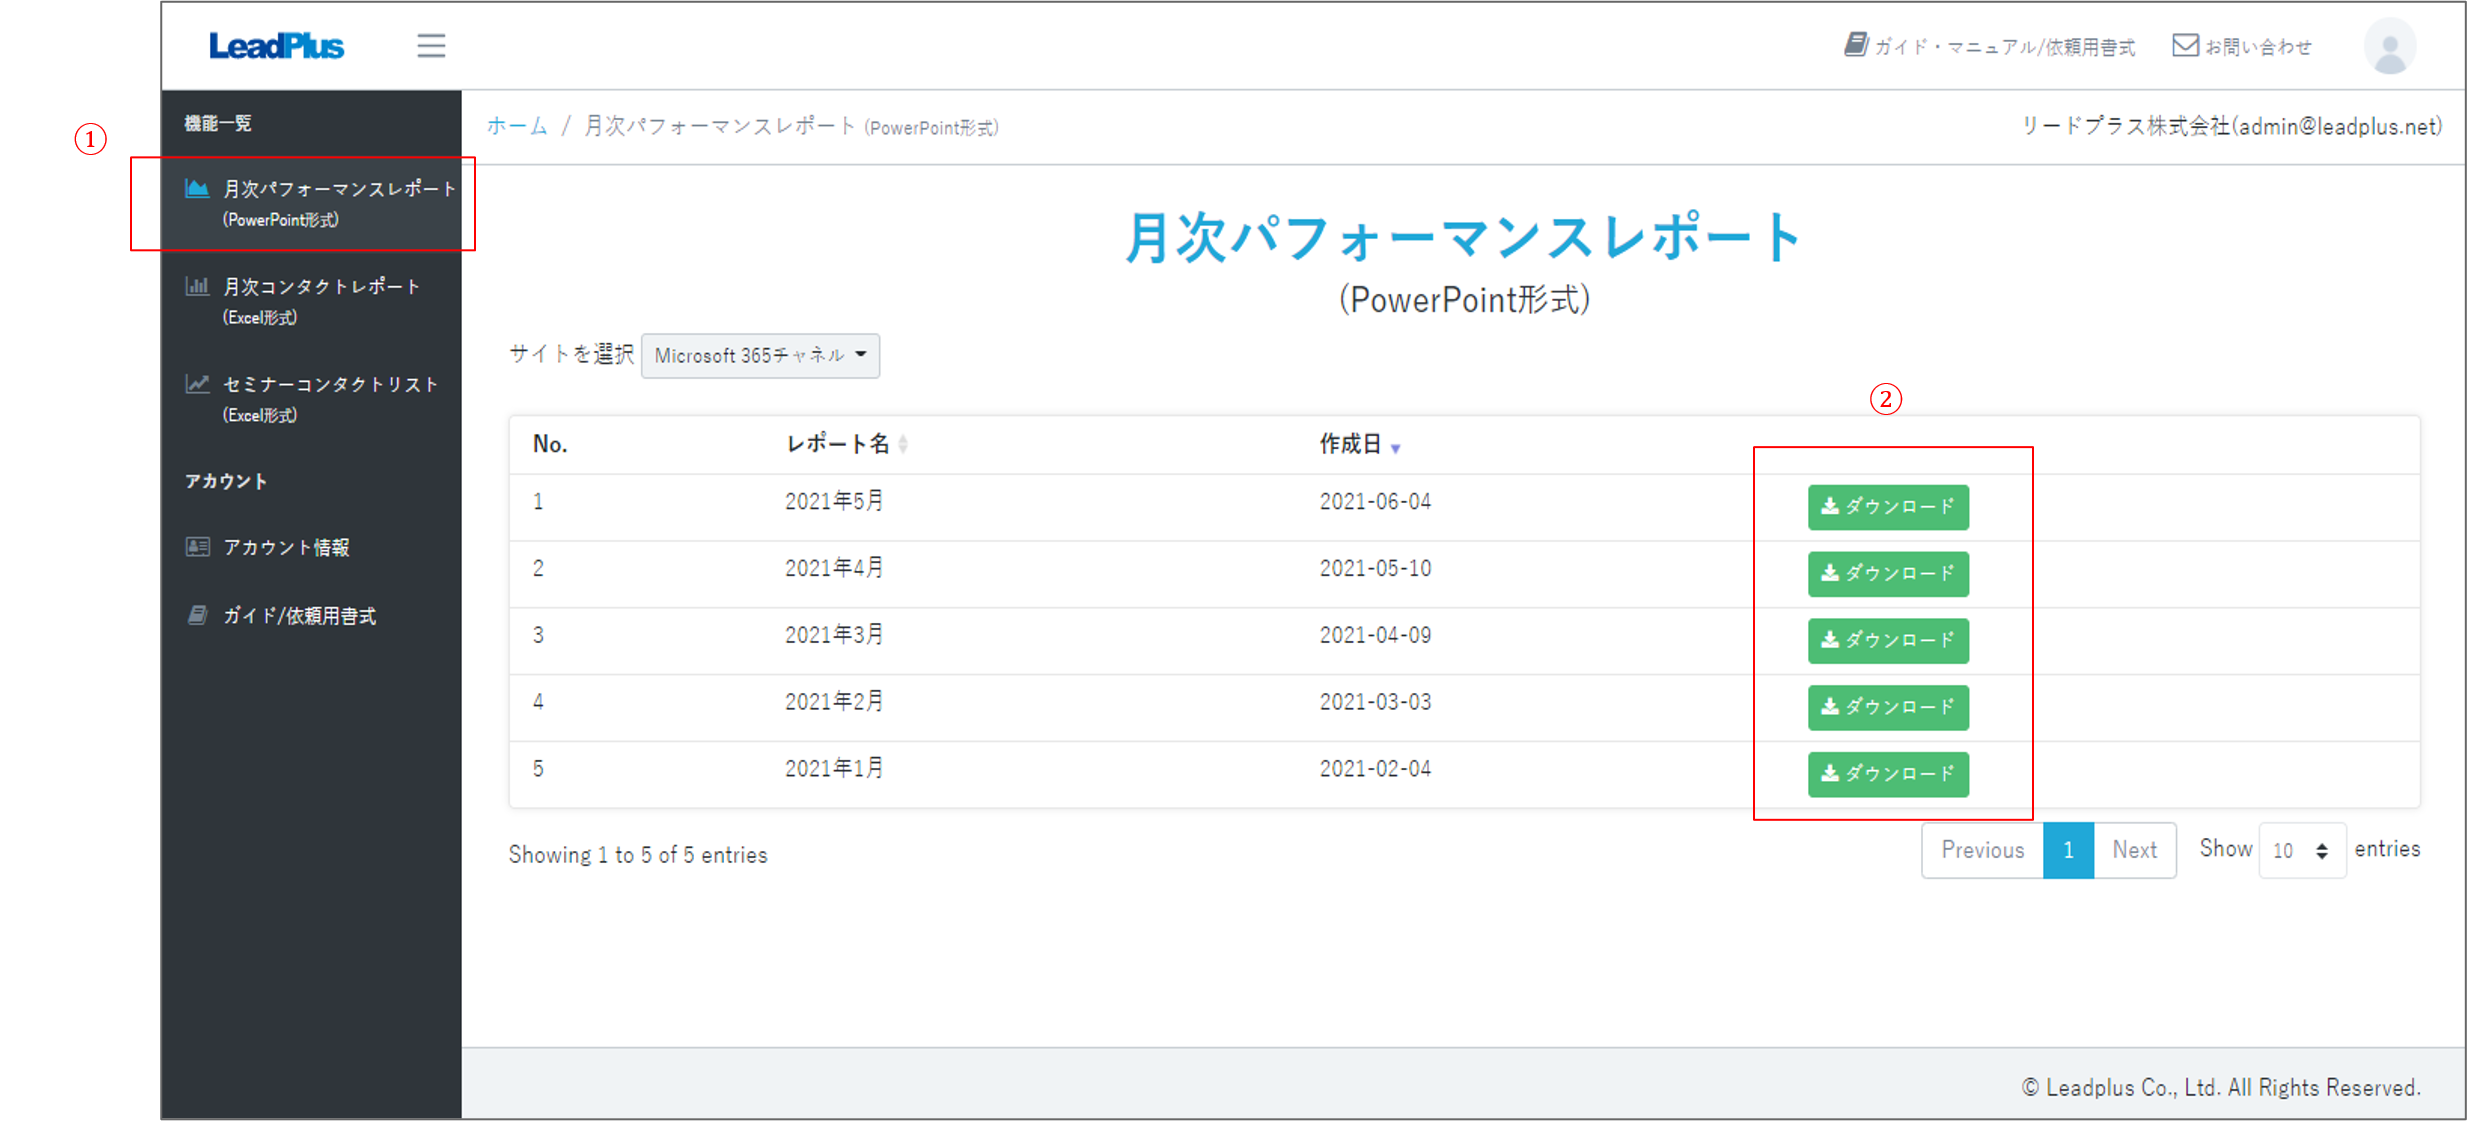 LeadPlus
ガイド・マニュアル/依頼用書式 お問い合わせ
①
機能一覧
月次パフォーマンスレポート
(PowerPoint形式)
月次コンタクトレポート
(Excel形式)
セミナーコンタクトリスト
(Excel形式)
アカウント
アカウント情報
ガイド/依頼用書式
ホーム / 月次パフォーマンスレポート (PowerPoint形式)
リードプラス株式会社(admin@leadplus.net)
月次パフォーマンスレポート
(PowerPoint形式)
サイトを選択 Microsoft 365チャネル
②
No. レポート名 作成日
1 2021年5月 2021-06-04 ダウンロード
2 2021年4月 2021-05-10 ダウンロード
3 2021年3月 2021-04-09 ダウンロード
4 2021年2月 2021-03-03 ダウンロード
5 2021年1月 2021-02-04 ダウンロード
Showing 1 to 5 of 5 entries
Previous 1 Next Show 10 entries
© Leadplus Co., Ltd. All Rights Reserved.